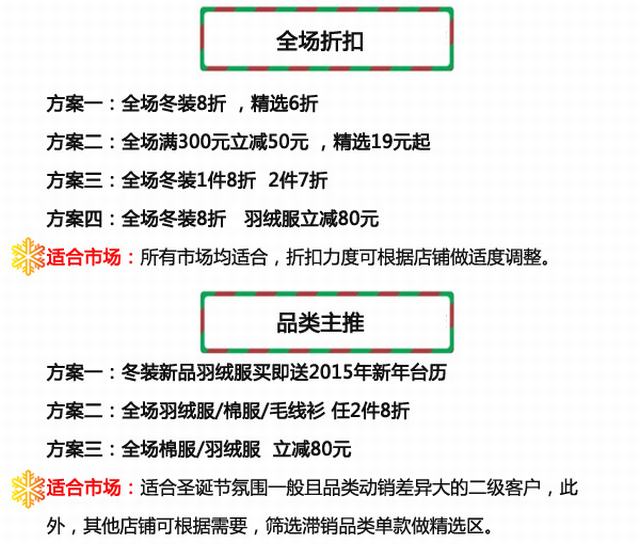 全场折扣
方案一：全场冬装8折 ，精选6折
方案二：全场满300元立减50元 ，精选19元起
方案三：全场冬装1件8折 2件7折
方案四：全场冬装8折 羽绒服立减80元
适合市场：所有市场均适合，折扣力度可根据店铺做适度调整。
品类主推
方案一：冬装新品羽绒服买即送2015年新年台历
方案二：全场羽绒服/棉服/毛线衫 任2件8折
方案三：全场棉服/羽绒服 立减80元
适合市场：适合圣诞节氛围一般且品类动销差异大的二级客户，此
外，其他店铺可根据需要，筛选滞销品类单款做精选区。